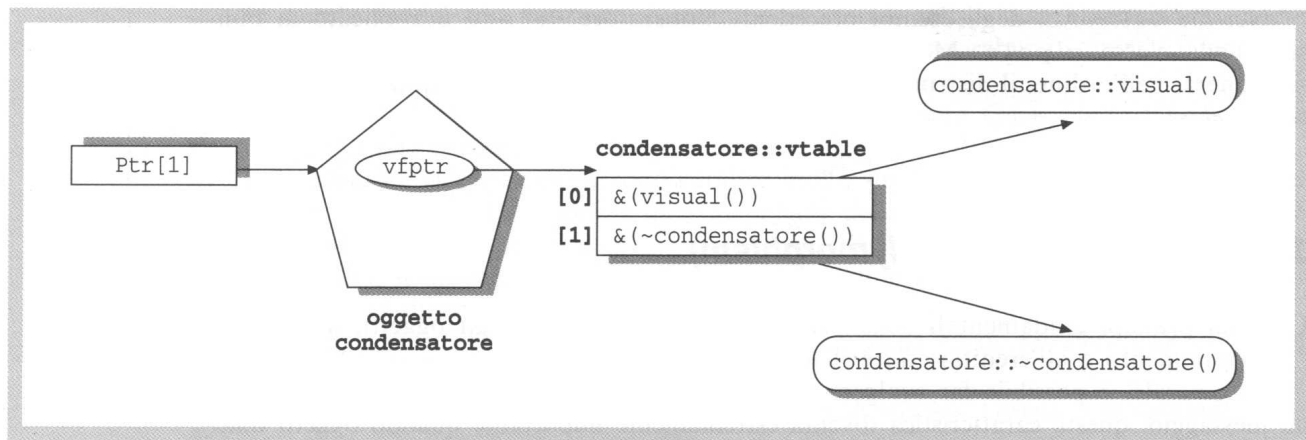 condensatore::visual()
Ptr[1]
vfptr
condensatore::vtable
[0] &(visual())
[1] &(~condensatore())
oggetto
condensatore
condensatore::~condensatore()